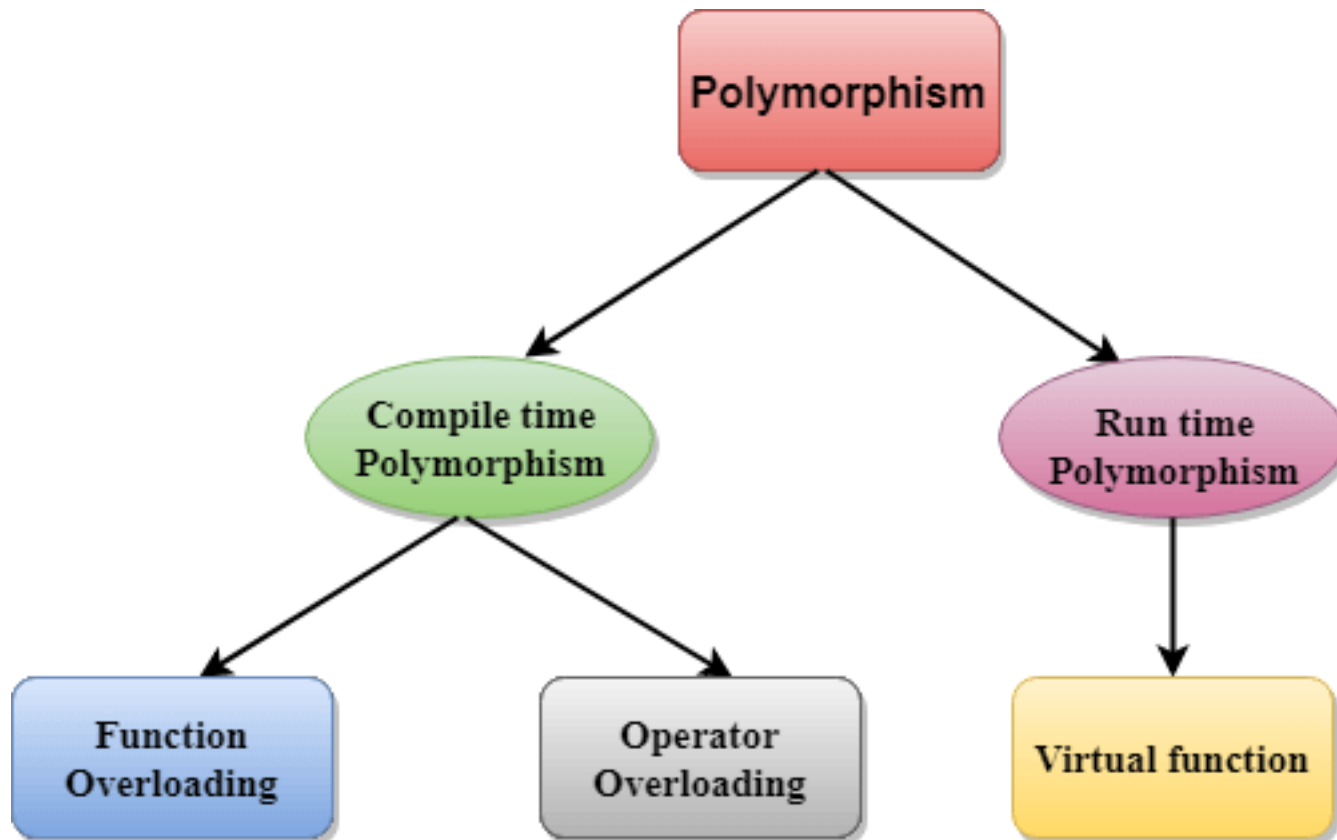 Polymorphism
Compile time
Polymorphism
Run time
Polymorphism
Function
Overloading
Operator
Overloading
Virtual function